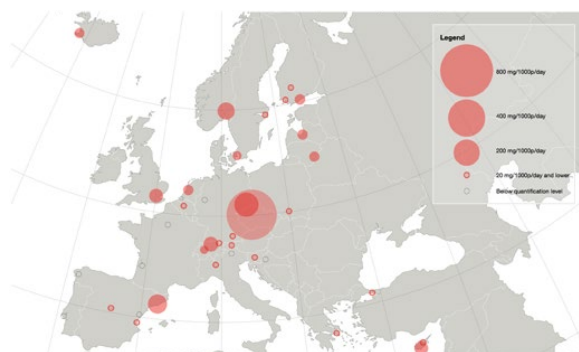 Legend
800 mg/1000p/day
400 mg/1000p/day
200 mg/1000p/day
20 mg/1000p/day and lower
Below quantification level